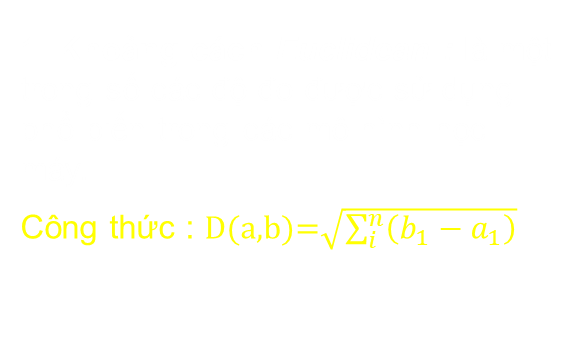 Công thức : D(a,b)=√∑ᵢⁿ(b₁ − a₁)